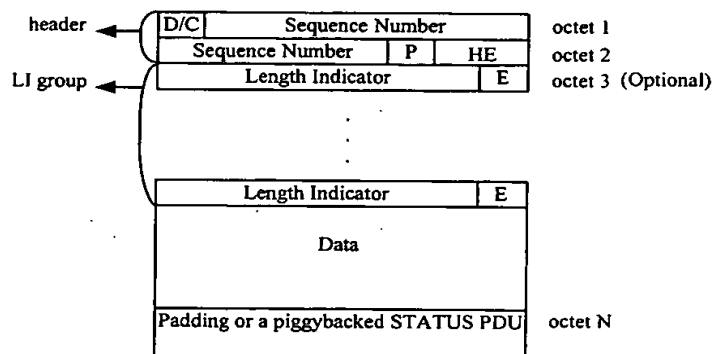 header D/C Sequence Number octet 1
Sequence Number P HE octet 2
LI group Length Indicator E octet 3 (Optional)
Length Indicator E
Data
Padding or a piggybacked STATUS PDU octet N